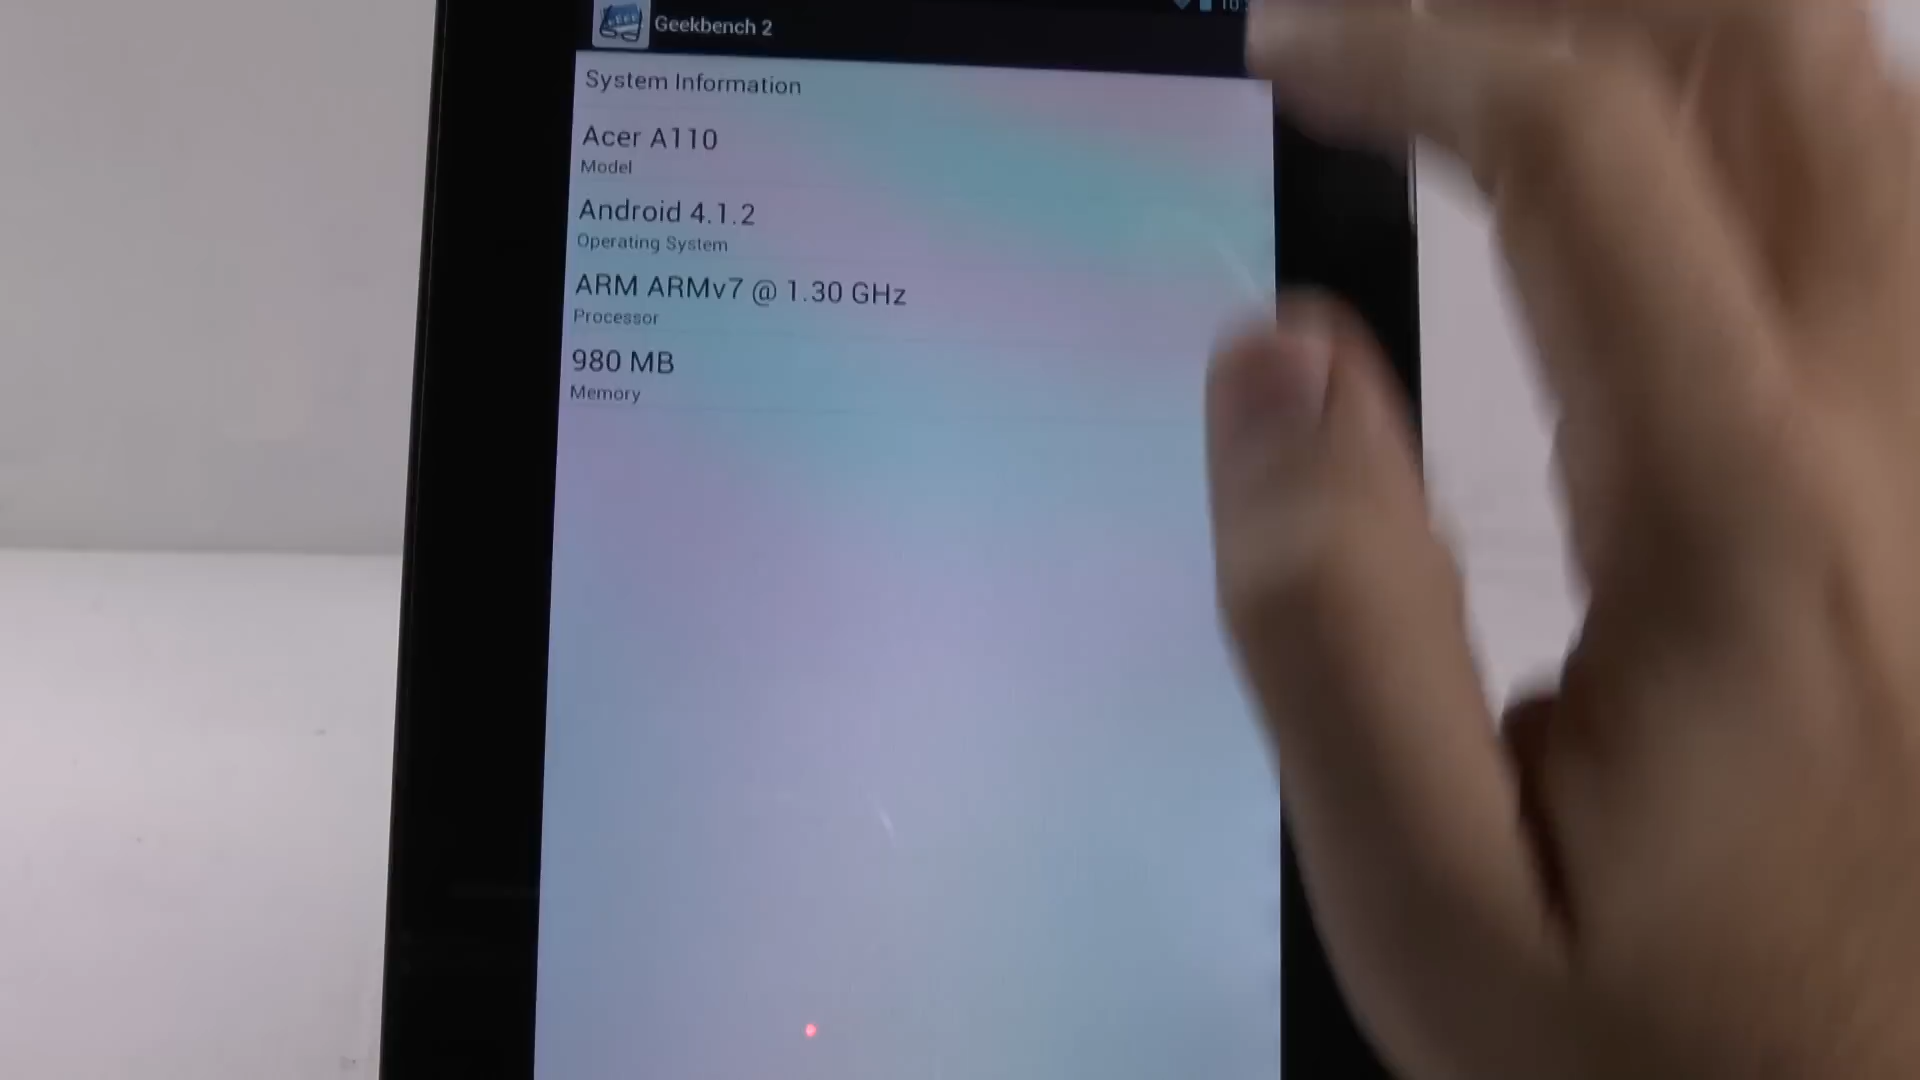 Geekbench 2
System Information
Acer A110
Model
Android 4.1.2
Operating System
ARM ARMv7 @ 1.30 GHz
Processor
980 MB
Memory